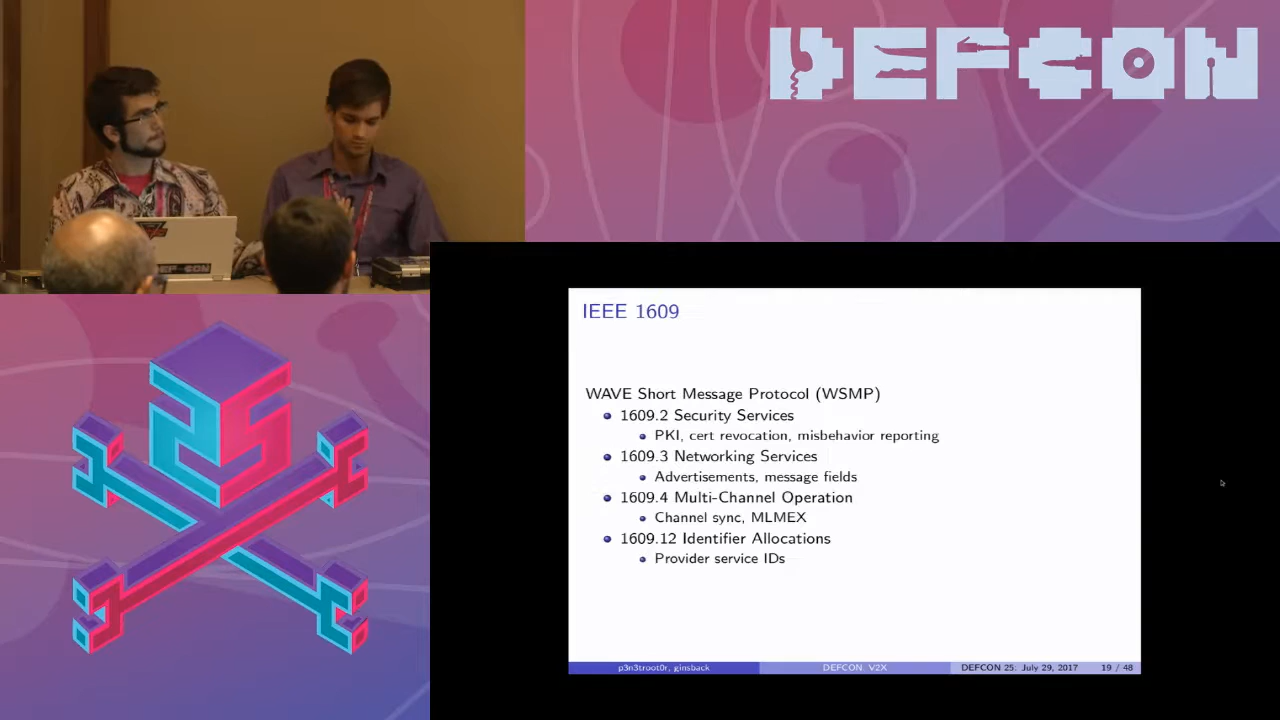 DEFCON
DEFCON
25
IEEE 1609
WAVE Short Message Protocol (WSMP)
1609.2 Security Services
PKI, cert revocation, misbehavior reporting
1609.3 Networking Services
Advertisements, message fields
1609.4 Multi-Channel Operation
Channel sync, MLMEX
1609.12 Identifier Allocations
Provider service IDs
p3n3troot0r, ginsback
DEFCON, V2X
DEFCON 25: July 29, 2017
19 / 48